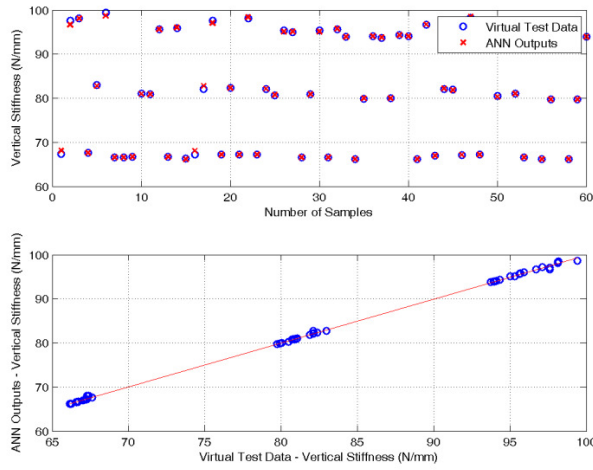 100
90
80
70
60
Vertical Stiffness (N/mm)
Virtual Test Data
ANN Outputs
0 10 20 30 40 50 60
Number of Samples
100
90
80
70
60
ANN Outputs - Vertical Stiffness (N/mm)
65 70 75 80 85 90 95 100
Virtual Test Data - Vertical Stiffness (N/mm)